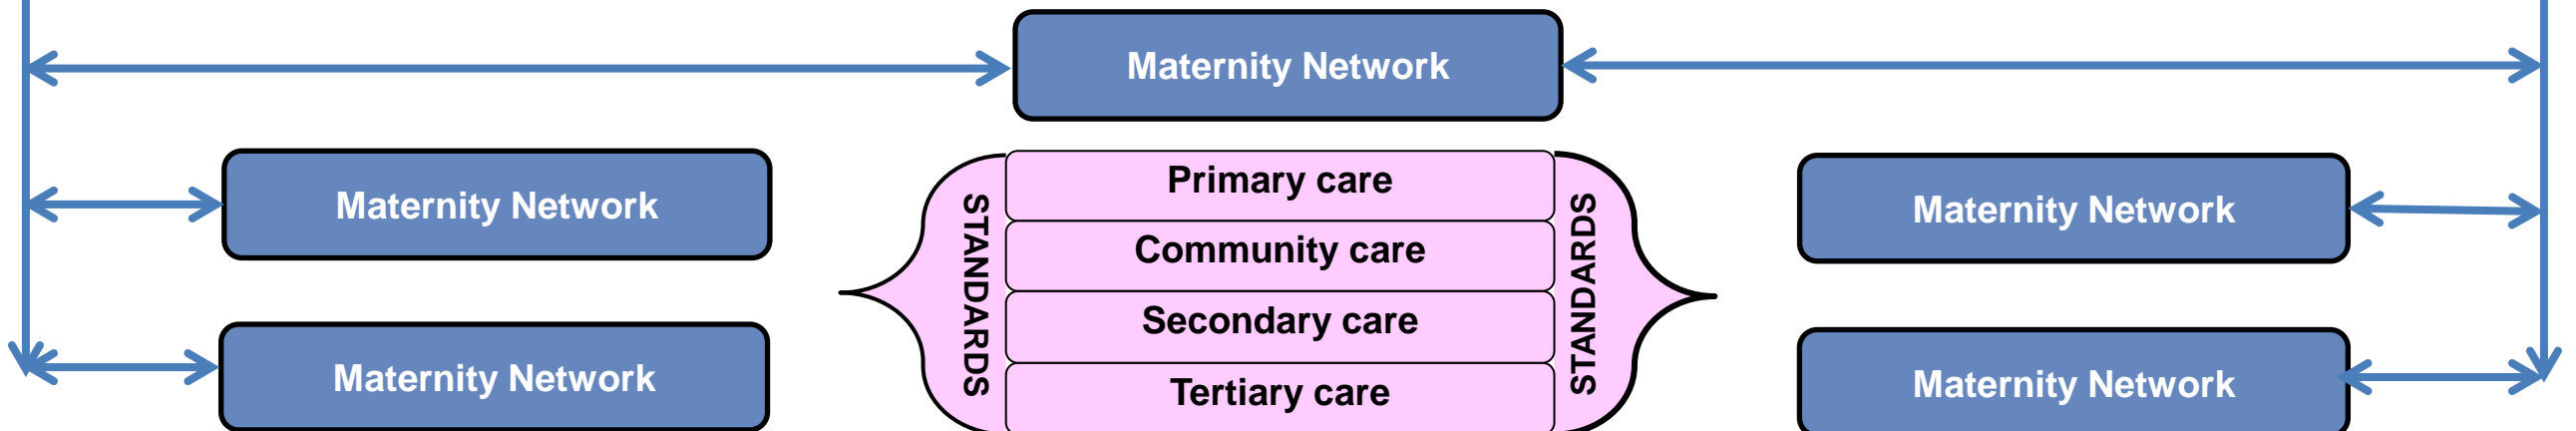 Maternity Network
Maternity Network
Maternity Network
STANDARDS
Primary care
Community care
Secondary care
Tertiary care
STANDARDS
Maternity Network
Maternity Network